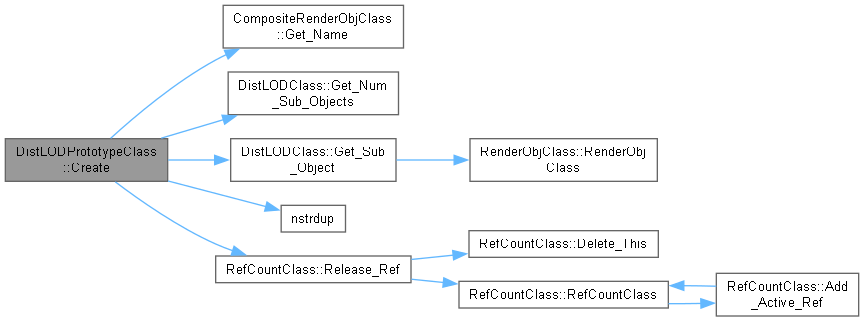 CompositeRenderObjClass
::Get_Name
DistLODClass::Get_Num
_Sub_Objects
DistLODPrototypeClass
::Create
DistLODClass::Get_Sub
_Object
RenderObjClass::RenderObj
Class
nstrdup
RefCountClass::Release_Ref
RefCountClass::Delete_This
RefCountClass::RefCountClass
RefCountClass::Add
_Active_Ref